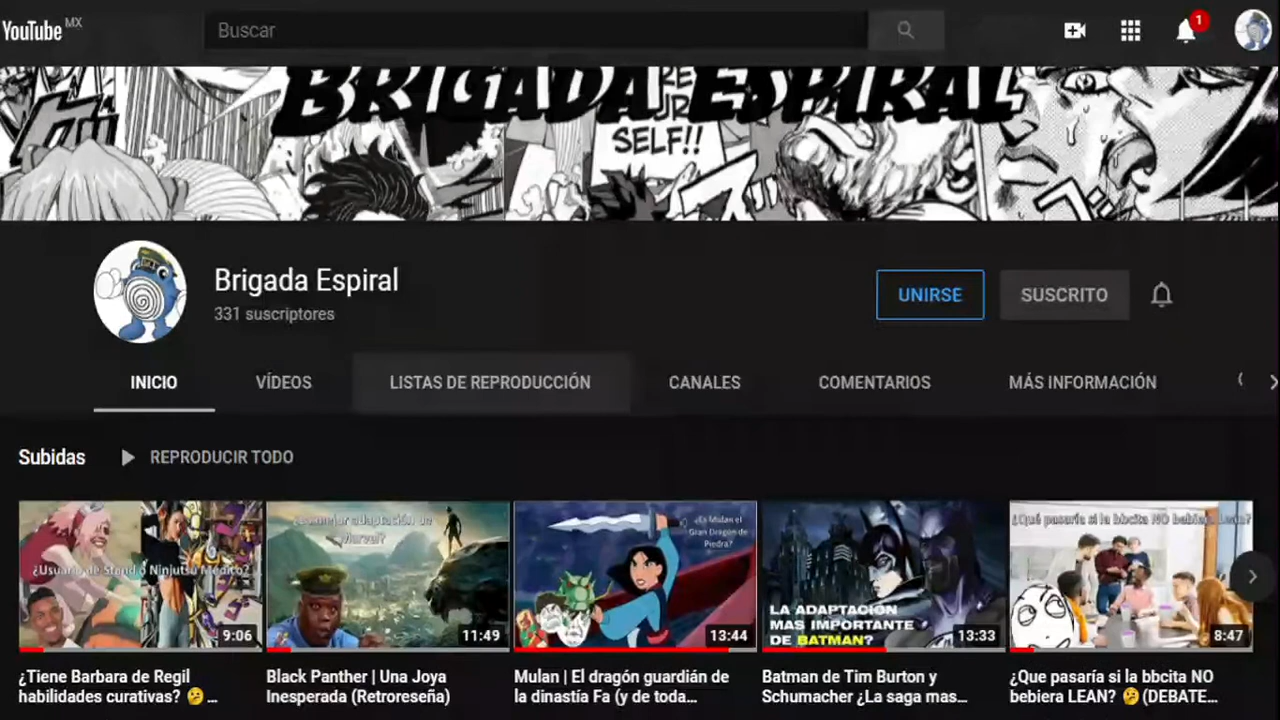 YouTube MX
Buscar
1
BRIGADA ESPIRAL
SELF!!
Brigada Espiral
331 suscriptores
UNIRSE
SUSCRITO
INICIO
VÍDEOS
LISTAS DE REPRODUCCIÓN
CANALES
COMENTARIOS
MÁS INFORMACIÓN
Subidas
REPRODUCIR TODO
¿Usuaria de Stand o Ninjutsu Médico?
9:06
adaptación de
Marvel?
11:49
¿Es Mulan el
Gran Dragón de
Piedra?
13:44
LA ADAPTACIÓN
MAS IMPORTANTE
DE BATMAN?
13:33
¿Qué pasaría si la bbcita NO bebiera Lean?
8:47
¿Tiene Barbara de Regil
habilidades curativas? 🤔 ...
Black Panther | Una Joya
Inesperada (Retroreseña)
Mulan | El dragón guardián de
la dinastía Fa (y de toda...
Batman de Tim Burton y
Schumacher ¿La saga mas...
¿Que pasaría si la bbcita NO
bebiera LEAN? 🤔 (DEBATE...